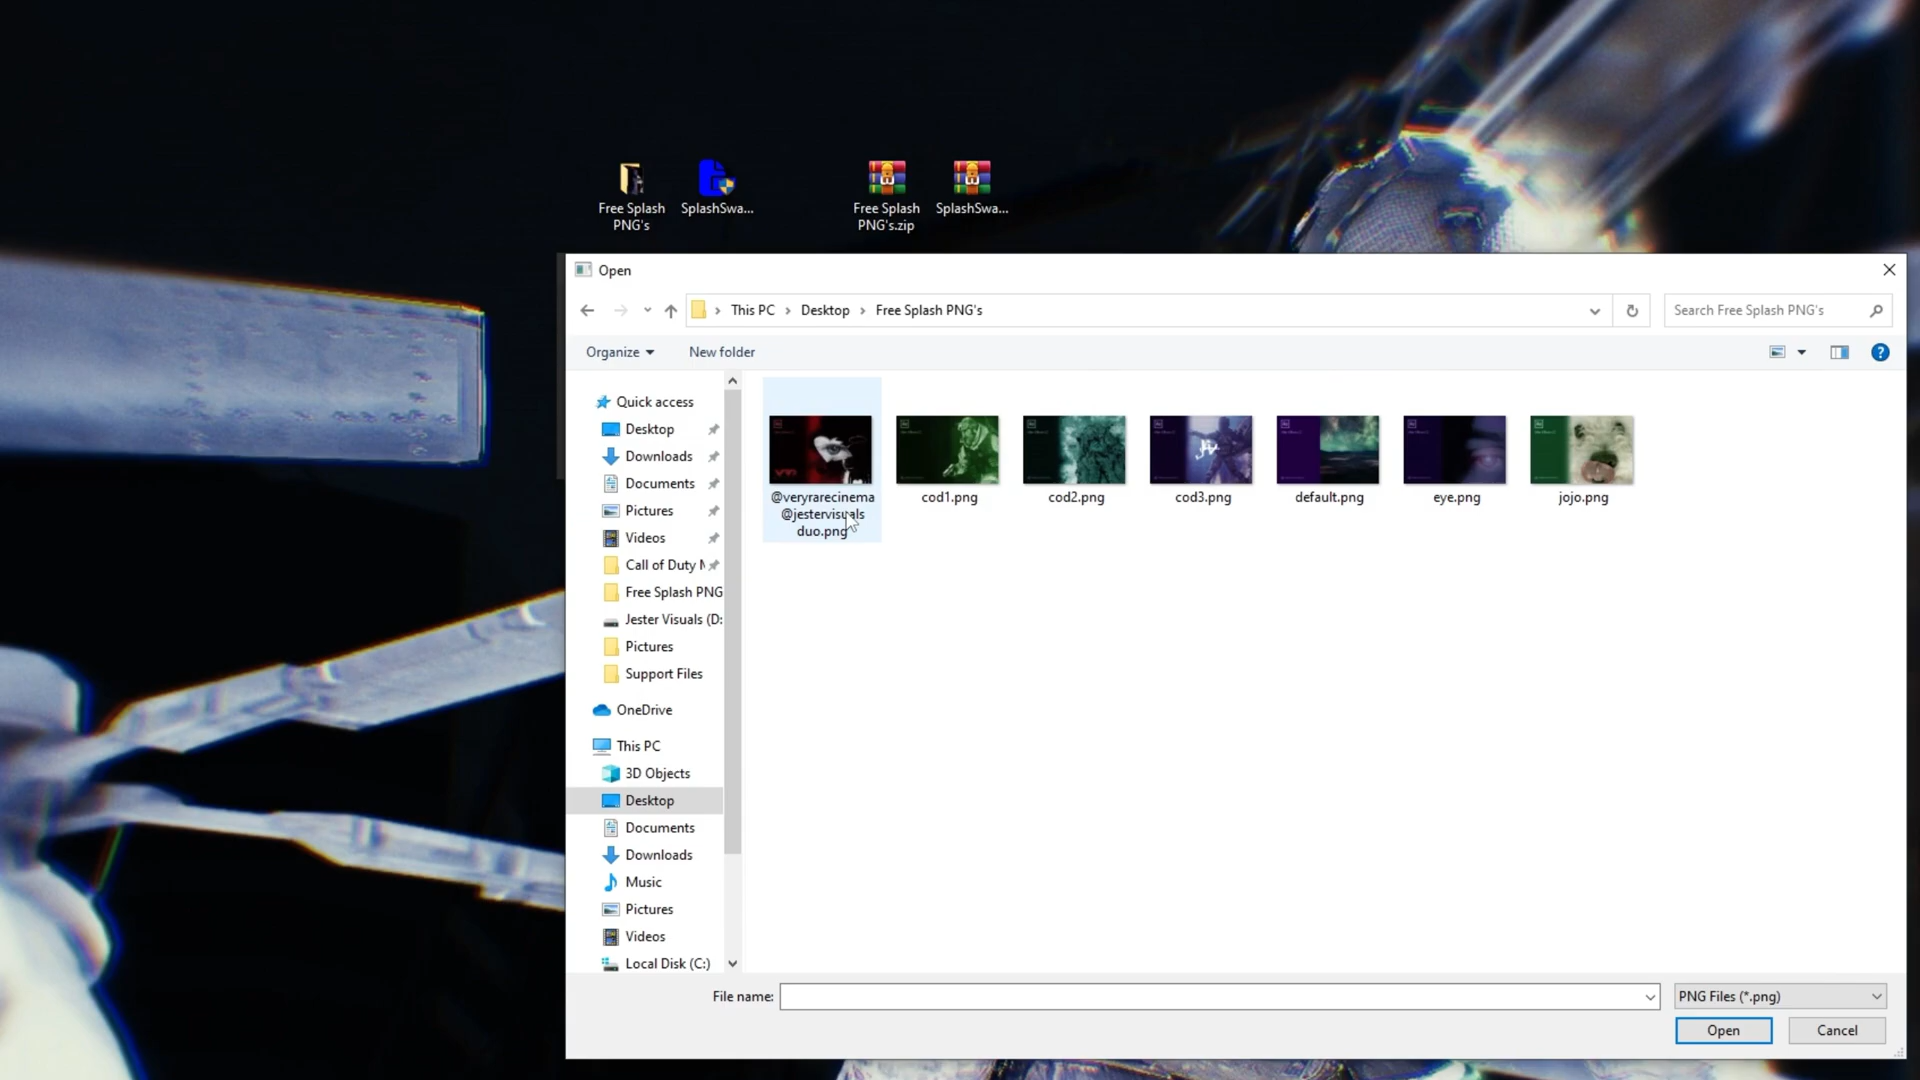 Free Splash
PNG's
SplashSwa...
Free Splash
PNG's.zip
SplashSwa...
Open
This PC
Desktop
Free Splash PNG's
Search Free Splash PNG's
Organize
New folder
Quick access
Desktop
Downloads
Documents
Pictures
Videos
Call of Duty
Free Splash PNG
Jester Visuals (D:
Pictures
Support Files
OneDrive
This PC
3D Objects
Desktop
Documents
Downloads
Music
Pictures
Videos
Local Disk (C:)
@veryrarecinema
@jestervisuals
duo.png
cod1.png
cod2.png
cod3.png
default.png
eye.png
jojo.png
File name:
PNG Files (*.png)
Open
Cancel